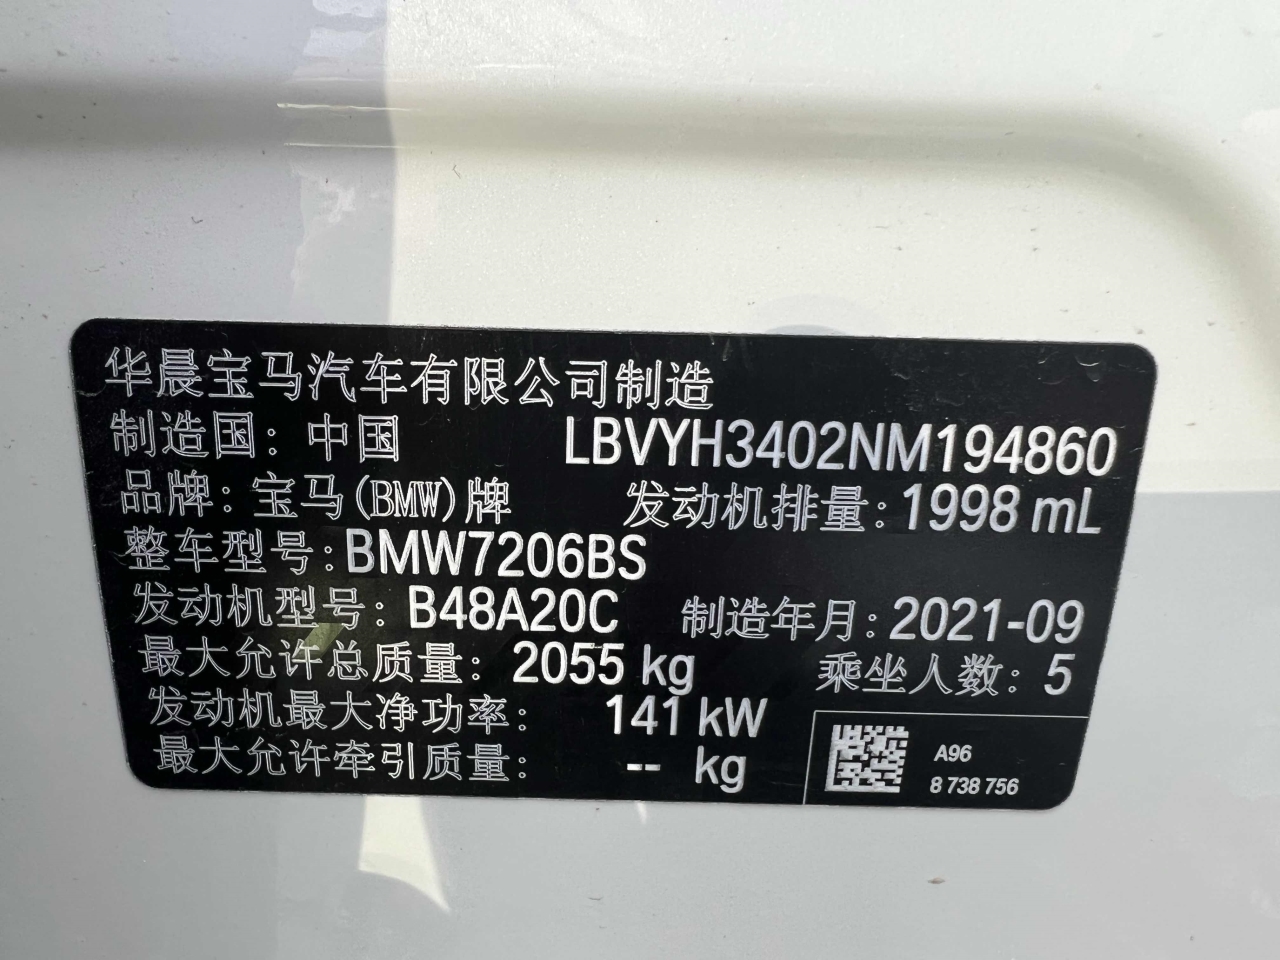 华晨宝马汽车有限公司制造
制造国：中国 LBVYH3402NM194860
品牌：宝马(BMW)牌 发动机排量：1998 mL
整车型号：BMW7206BS
发动机型号：B48A20C 制造年月：2021-09
最大允许总质量：2055 kg 乘坐人数：5
发动机最大净功率：141 kW
最大允许牵引质量：-- kg
A96
8 738 756